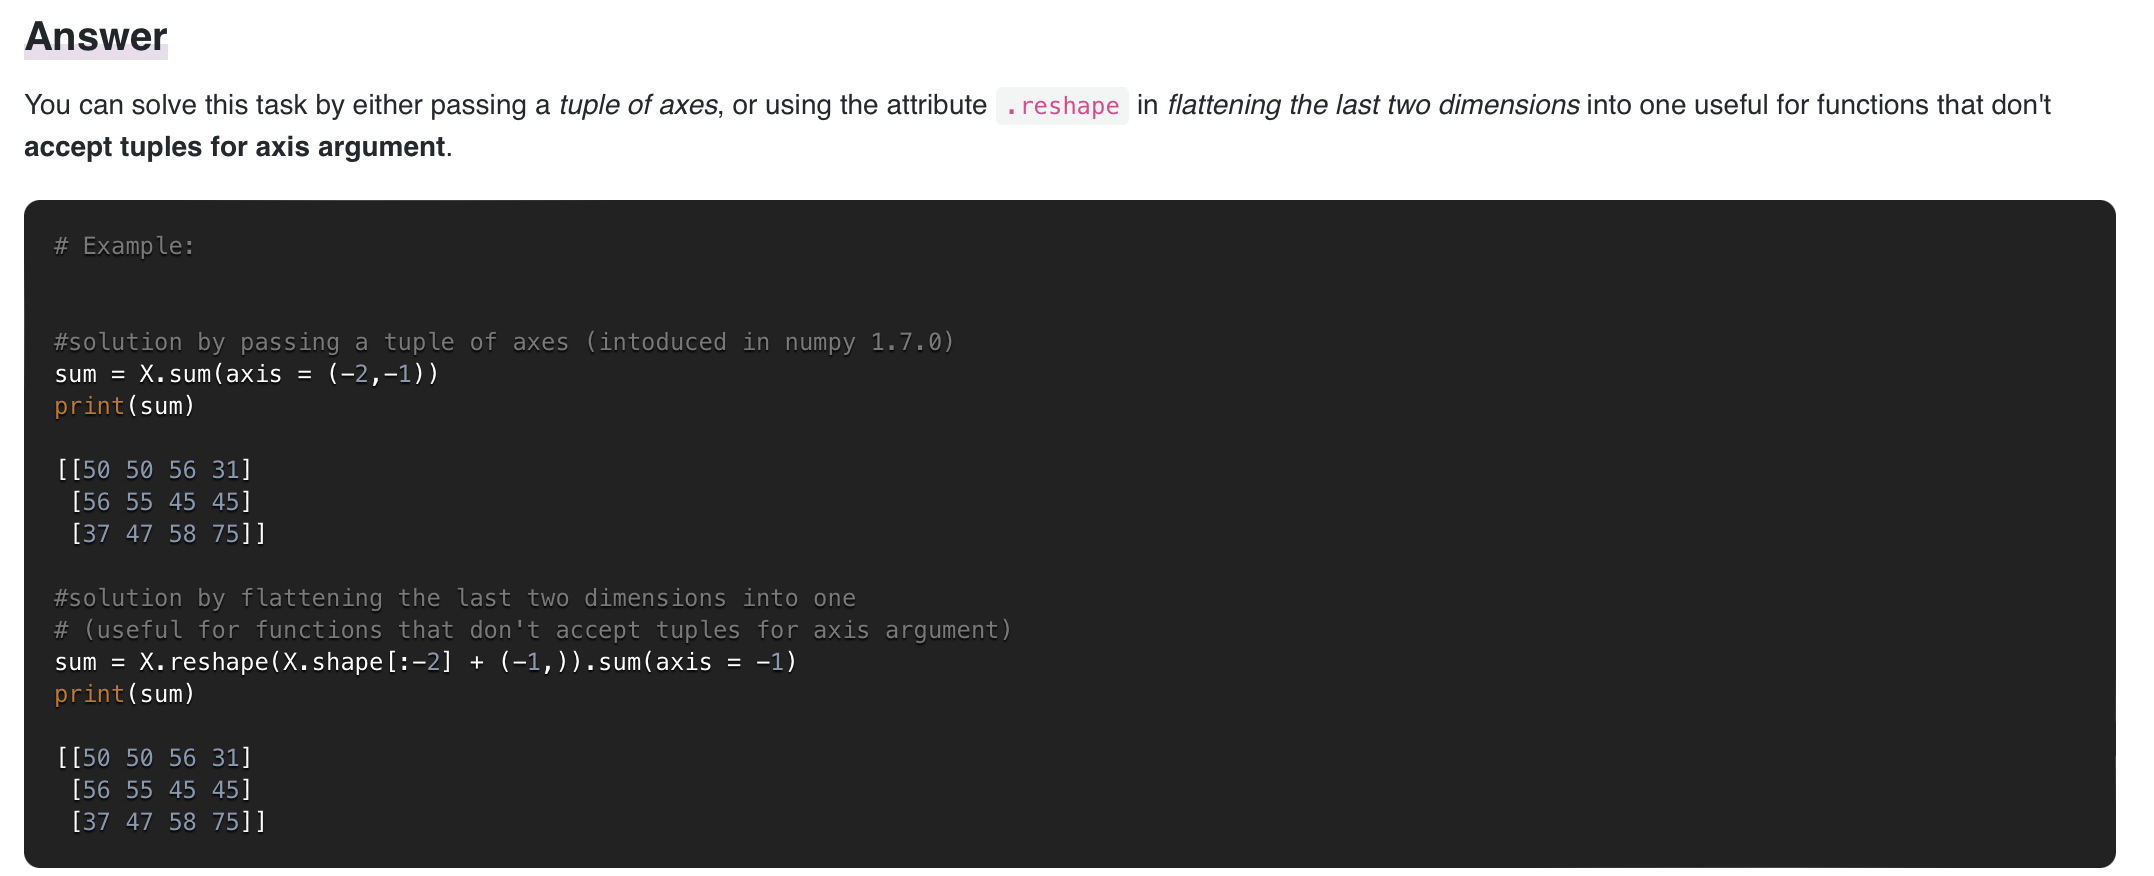 Answer
You can solve this task by either passing a tuple of axes, or using the attribute .reshape in flattening the last two dimensions into one useful for functions that don't
accept tuples for axis argument.
# Example:
#solution by passing a tuple of axes (intoduced in numpy 1.7.0)
sum = X.sum(axis = (-2,-1))
print(sum)
[[50 50 56 31]
 [56 55 45 45]
 [37 47 58 75]]
#solution by flattening the last two dimensions into one
# (useful for functions that don't accept tuples for axis argument)
sum = X.reshape(X.shape[:-2] + (-1,)).sum(axis = -1)
print(sum)
[[50 50 56 31]
 [56 55 45 45]
 [37 47 58 75]]